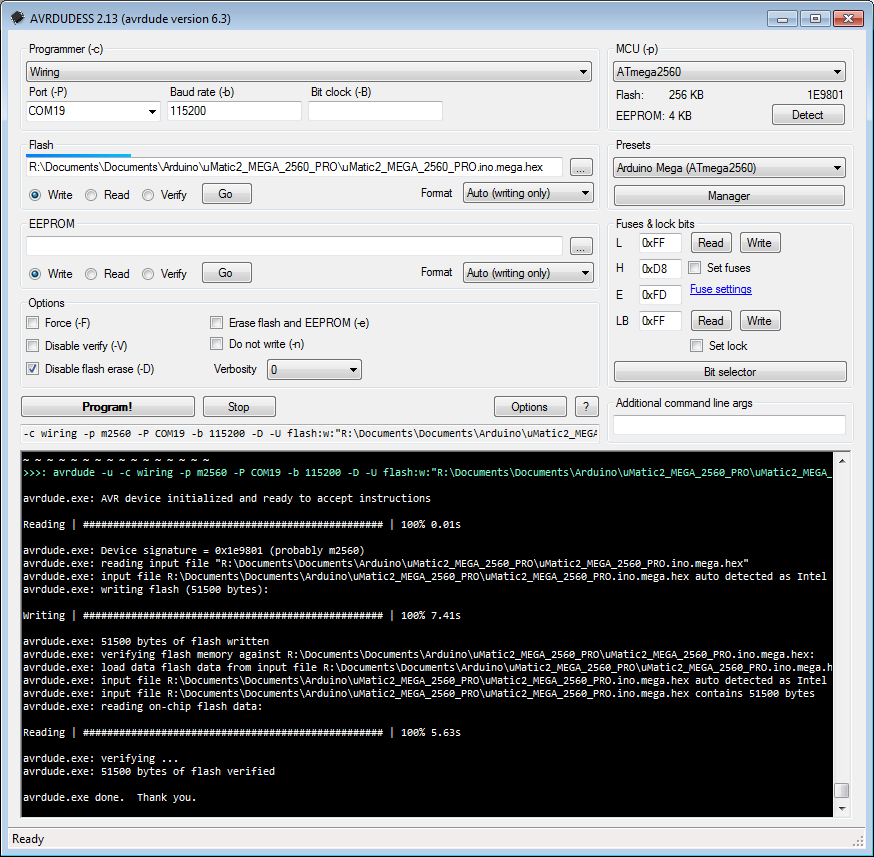 AVRDUDESS 2.13 (avrdude version 6.3)
Programmer (-c)
Wiring
Port (-P)
Baud rate (-b)
Bit clock (-B)
COM19
115200
MCU (-p)
ATmega2560
Flash: 256 KB 1E9801
EEPROM: 4 KB
Detect
Flash
R:\Documents\Documents\Arduino\uMatic2_MEGA_2560_PRO\uMatic2_MEGA_2560_PRO.ino.mega.hex
...
Write Read Verify Go Format Auto (writing only)
Presets
Arduino Mega (ATmega2560)
Manager
EEPROM
...
Write Read Verify Go Format Auto (writing only)
Fuses & lock bits
L 0xFF Read Write
H 0xD8 Set fuses
E 0xFD Fuse settings
LB 0xFF Read Write
Set lock
Bit selector
Options
Force (-F) Erase flash and EEPROM (-e)
Disable verify (-V) Do not write (-n)
Disable flash erase (-D) Verbosity 0
Program! Stop Options ?
Additional command line args
-c wiring -p m2560 -P COM19 -b 115200 -D -U flash:w:"R:\Documents\Documents\Arduino\uMatic2_MEGA
~ ~ ~ ~ ~ ~ ~ ~ ~ ~ ~ ~ ~ ~ ~ ~
>>>: avrdude -u -c wiring -p m2560 -P COM19 -b 115200 -D -U flash:w:"R:\Documents\Documents\Arduino\uMatic2_MEGA_2560_PRO\uMatic2_MEGA_
avrdude.exe: AVR device initialized and ready to accept instructions
Reading | ################################################## | 100% 0.01s
avrdude.exe: Device signature = 0x1e9801 (probably m2560)
avrdude.exe: reading input file "R:\Documents\Documents\Arduino\uMatic2_MEGA_2560_PRO\uMatic2_MEGA_2560_PRO.ino.mega.hex"
avrdude.exe: input file R:\Documents\Documents\Arduino\uMatic2_MEGA_2560_PRO\uMatic2_MEGA_2560_PRO.ino.mega.hex auto detected as Intel
avrdude.exe: writing flash (51500 bytes):
Writing | ################################################## | 100% 7.41s
avrdude.exe: 51500 bytes of flash written
avrdude.exe: verifying flash memory against R:\Documents\Documents\Arduino\uMatic2_MEGA_2560_PRO\uMatic2_MEGA_2560_PRO.ino.mega.hex:
avrdude.exe: load data flash data from input file R:\Documents\Documents\Arduino\uMatic2_MEGA_2560_PRO\uMatic2_MEGA_2560_PRO.ino.mega.h
avrdude.exe: input file R:\Documents\Documents\Arduino\uMatic2_MEGA_2560_PRO\uMatic2_MEGA_2560_PRO.ino.mega.hex auto detected as Intel
avrdude.exe: input file R:\Documents\Documents\Arduino\uMatic2_MEGA_2560_PRO\uMatic2_MEGA_2560_PRO.ino.mega.hex contains 51500 bytes
avrdude.exe: reading on-chip flash data:
Reading | ################################################## | 100% 5.63s
avrdude.exe: verifying ...
avrdude.exe: 51500 bytes of flash verified
avrdude.exe done.  Thank you.
Ready